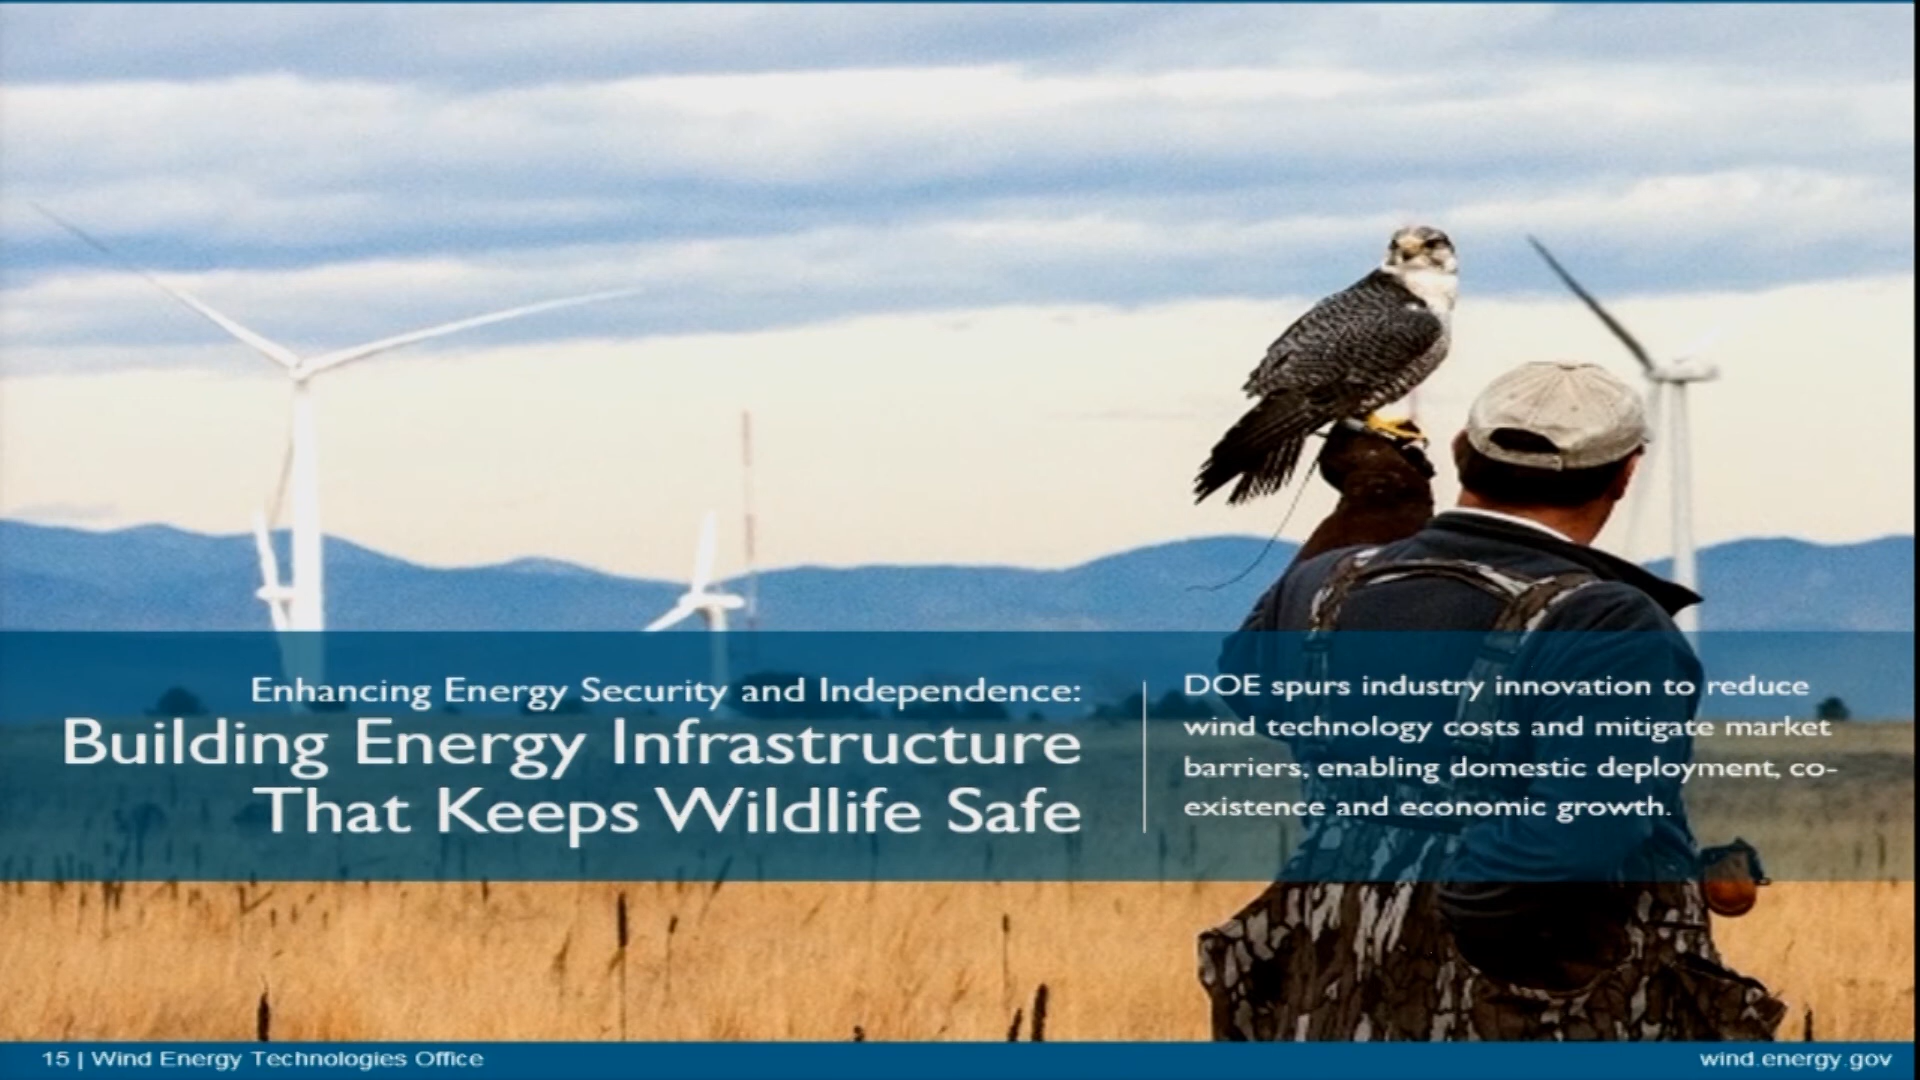 Enhancing Energy Security and Independence:
Building Energy Infrastructure
That Keeps Wildlife Safe
DOE spurs industry innovation to reduce
wind technology costs and mitigate market
barriers, enabling domestic deployment, co-
existence and economic growth.
15 | Wind Energy Technologies Office
wind.energy.gov